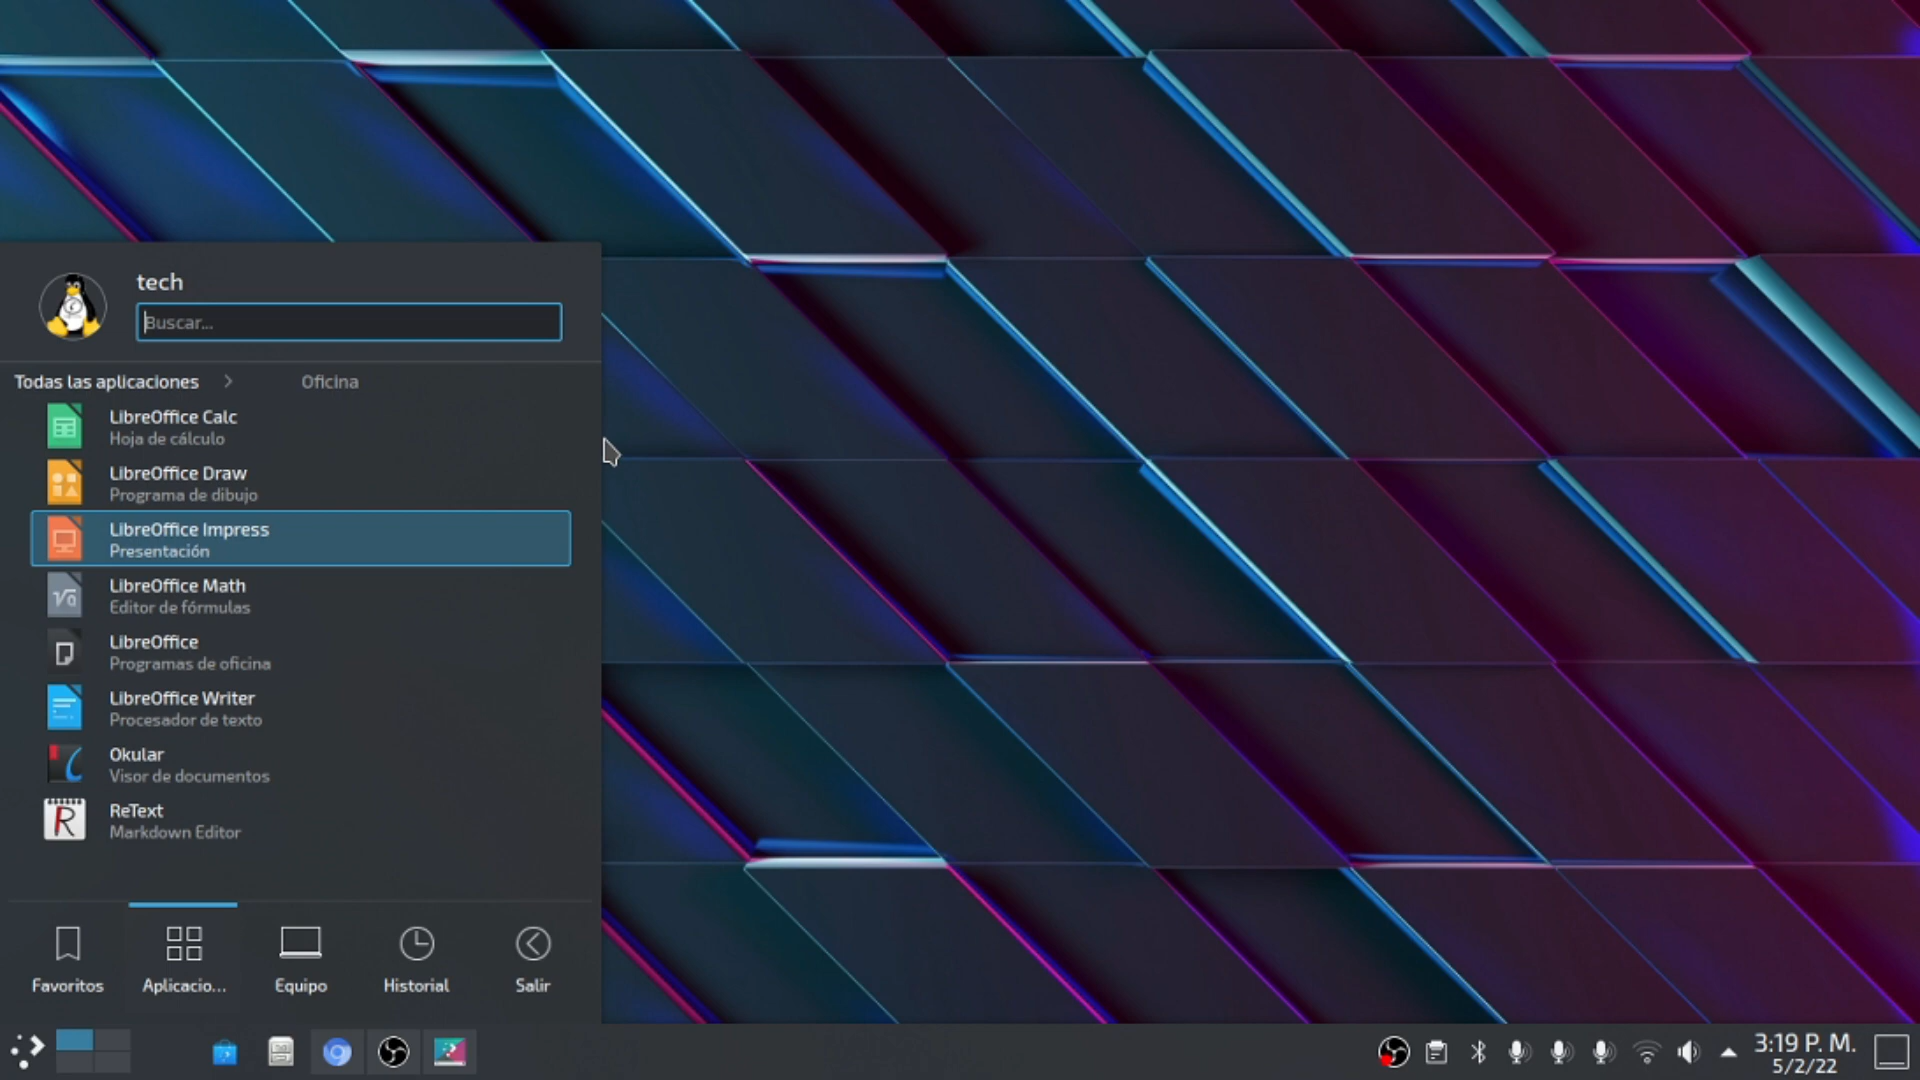 tech
Buscar...
Todas las aplicaciones
Oficina
LibreOffice Calc
Hoja de cálculo
LibreOffice Draw
Programa de dibujo
LibreOffice Impress
Presentación
LibreOffice Math
Editor de fórmulas
LibreOffice
Programas de oficina
LibreOffice Writer
Procesador de texto
Okular
Visor de documentos
ReText
Markdown Editor
Favoritos
Aplicacio...
Equipo
Historial
Salir
3:19 P. M.
5/2/22